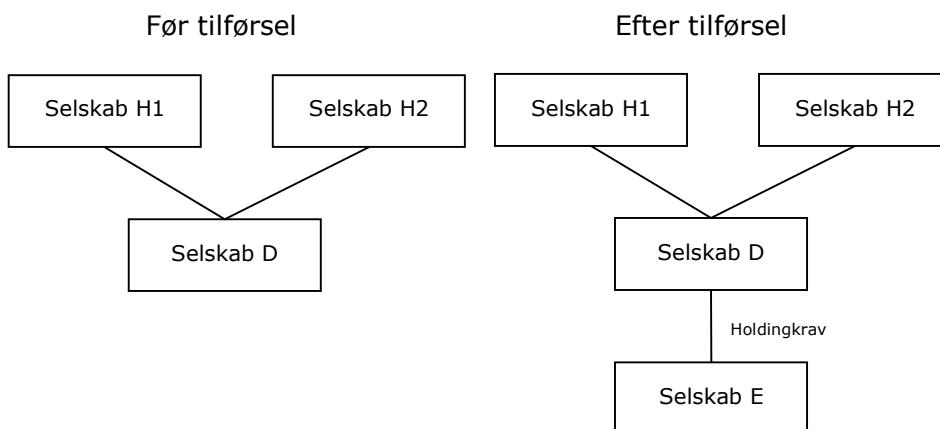 Før tilførsel
Efter tilførsel
Selskab H1
Selskab H2
Selskab H1
Selskab H2
Selskab D
Selskab D
Holdingkrav
Selskab E